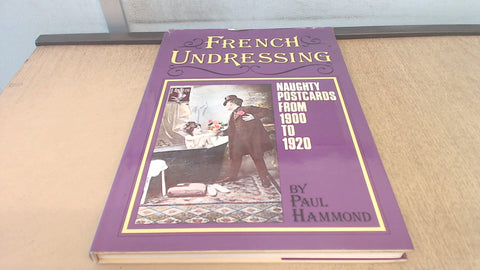 FRENCH
UNDRESSING
NAUGHTY
POSTCARDS
FROM
1900
TO
1920
BY
PAUL
HAMMOND